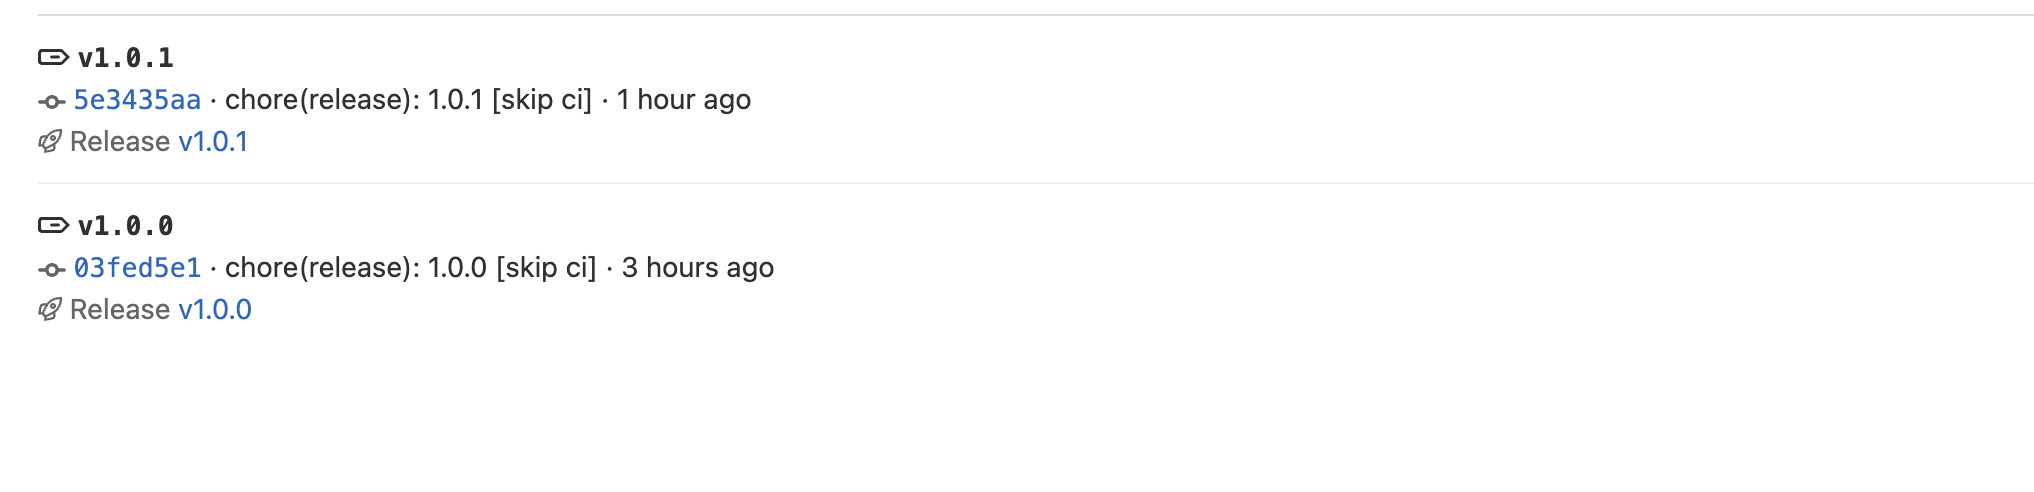 v1.0.1
5e3435aa · chore(release): 1.0.1 [skip ci] · 1 hour ago
Release v1.0.1
v1.0.0
03fed5e1 · chore(release): 1.0.0 [skip ci] · 3 hours ago
Release v1.0.0